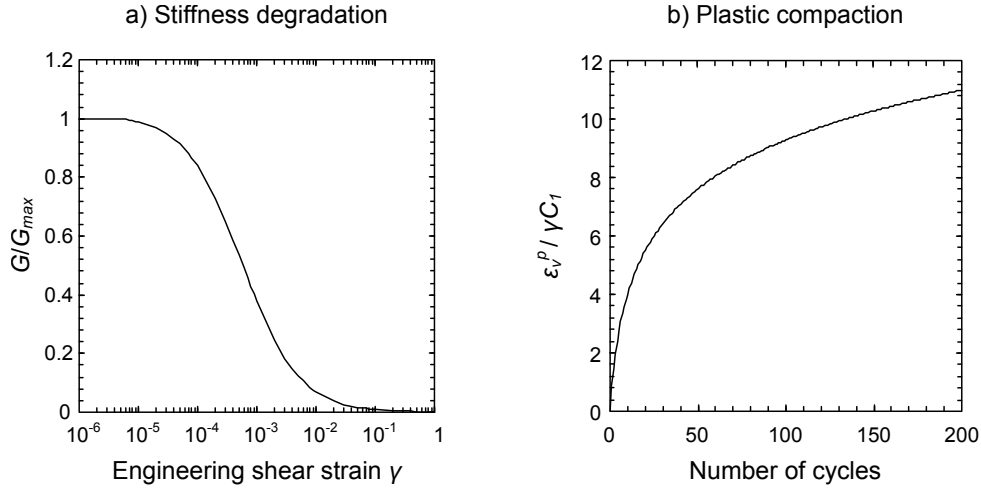 a) Stiffness degradation
1.2
1
0.8
0.6
0.4
0.2
0
G/Gmax
10⁻⁶ 10⁻⁵ 10⁻⁴ 10⁻³ 10⁻² 10⁻¹ 1
Engineering shear strain γ
b) Plastic compaction
12
10
8
6
4
2
0
εᵥᵖ / γC₁
0 50 100 150 200
Number of cycles